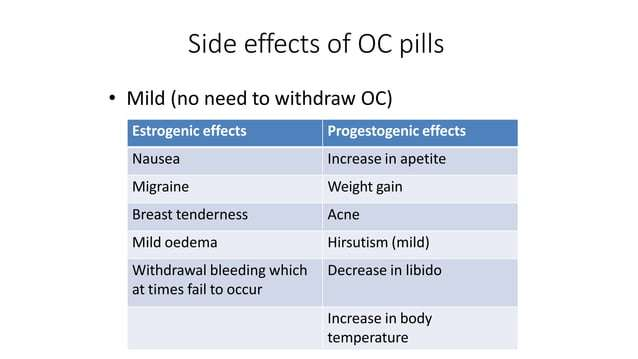 Side effects of OC pills
• Mild (no need to withdraw OC)
Estrogenic effects Progestogenic effects
Nausea Increase in apetite
Migraine Weight gain
Breast tenderness Acne
Mild oedema Hirsutism (mild)
Withdrawal bleeding which Decrease in libido
at times fail to occur
Increase in body
temperature